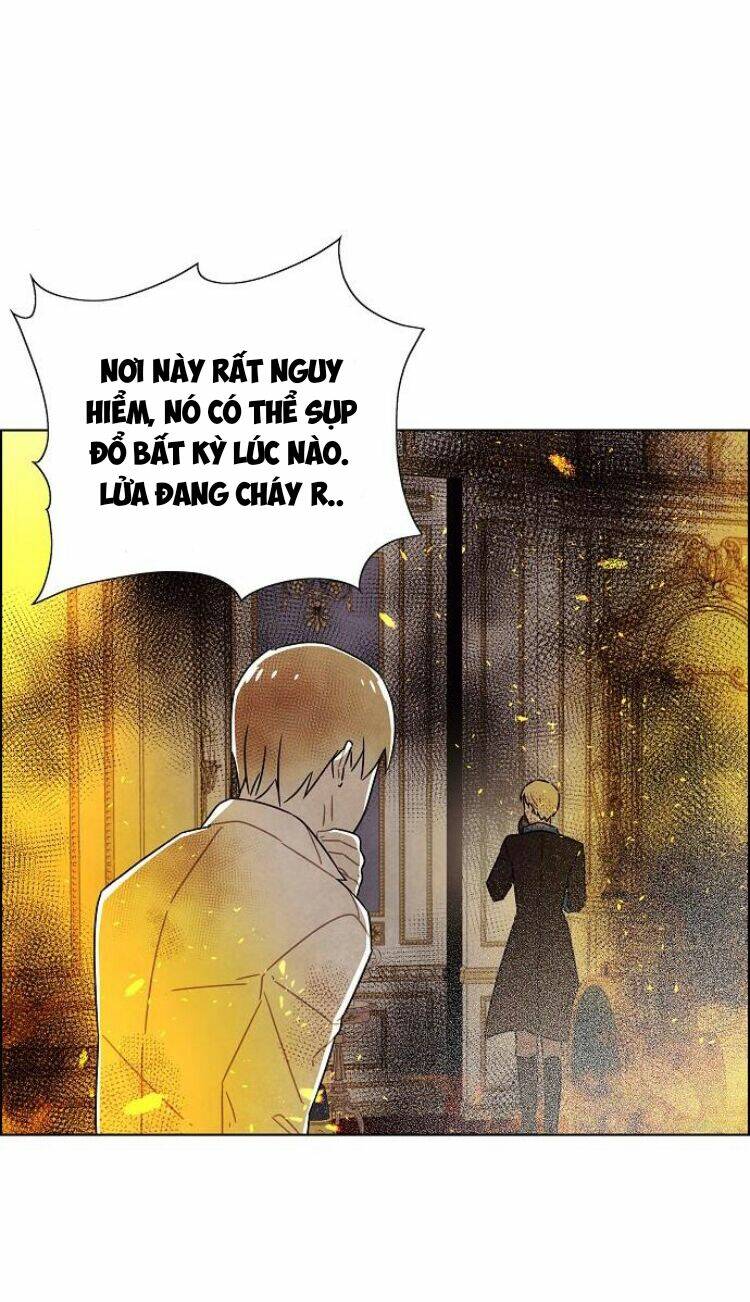 NƠI NÀY RẤT NGUY
HIỂM, NÓ CÓ THỂ SỤP
ĐỔ BẤT KỲ LÚC NÀO.
LỬA ĐANG CHÁY R..